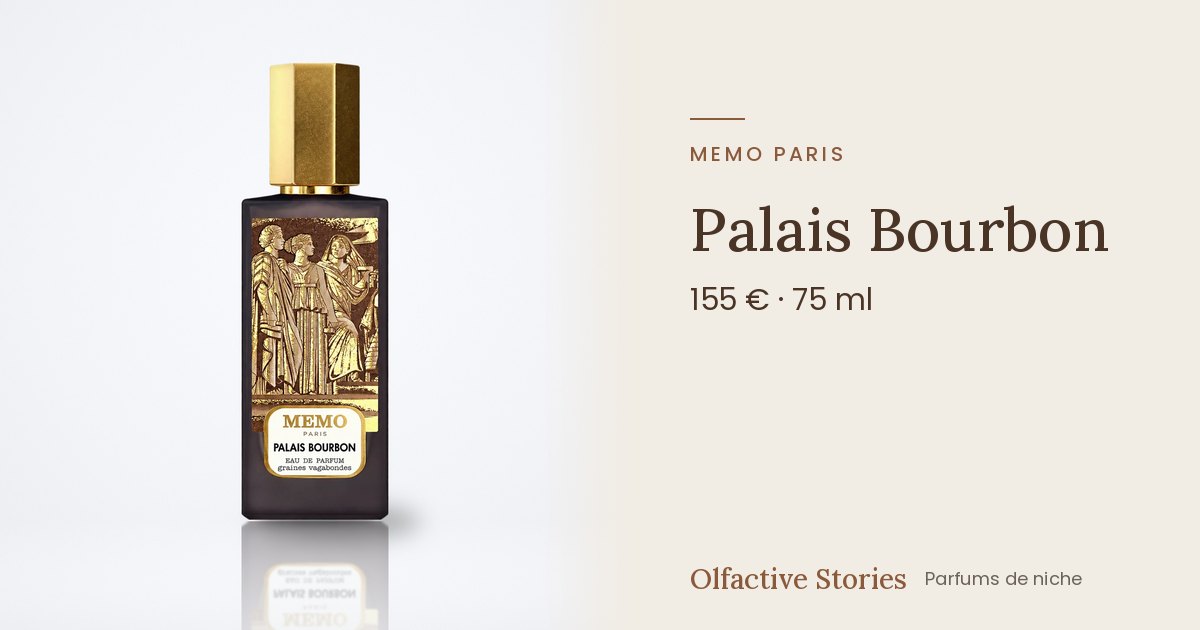 MEMO
PARIS
PALAIS BOURBON
EAU DE PARFUM
graines vagabondes
MEMO PARIS
Palais Bourbon
155 € · 75 ml
Olfactive Stories Parfums de niche